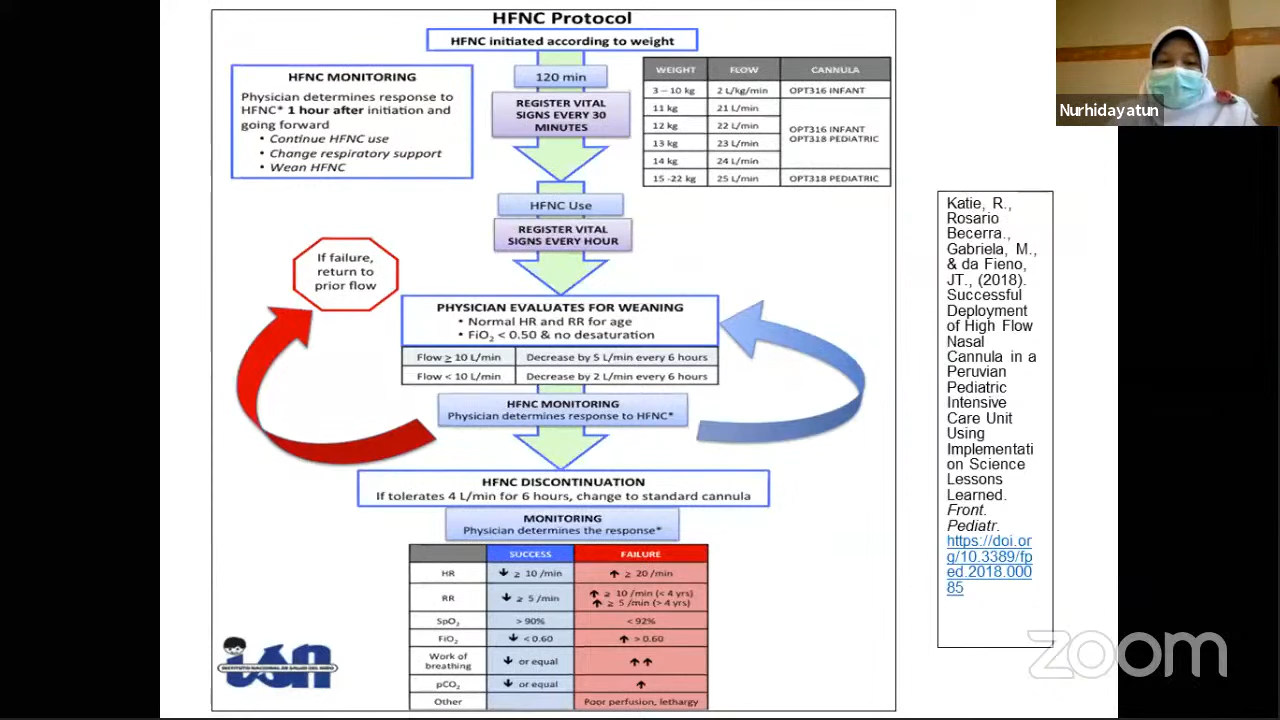 HFNC Protocol
HFNC initiated according to weight
HFNC MONITORING
Physician determines response to
HFNC* 1 hour after initiation and
going forward
• Continue HFNC use
• Change respiratory support
• Wean HFNC
120 min
REGISTER VITAL
SIGNS EVERY 30
MINUTES
WEIGHT FLOW CANNULA
3 – 10 kg 2 L/kg/min OPT316 INFANT
11 kg 21 L/min
12 kg 22 L/min
OPT316 INFANT
OPT318 PEDIATRIC
13 kg 23 L/min
14 kg 24 L/min
15 -22 kg 25 L/min OPT318 PEDIATRIC
Nurhidayatun
HFNC Use
REGISTER VITAL
SIGNS EVERY HOUR
If failure,
return to
prior flow
PHYSICIAN EVALUATES FOR WEANING
• Normal HR and RR for age
• FiO2 < 0.50 & no desaturation
Flow ≥ 10 L/min Decrease by 5 L/min every 6 hours
Flow < 10 L/min Decrease by 2 L/min every 6 hours
HFNC MONITORING
Physician determines response to HFNC*
HFNC DISCONTINUATION
If tolerates 4 L/min for 6 hours, change to standard cannula
MONITORING
Physician determines the response*
SUCCESS FAILURE
HR ↓ ≥ 10 /min ↑ ≥ 20 /min
RR ↓ ≥ 5 /min ↑ ≥ 10 /min (< 4 yrs)
↑ ≥ 5 /min (> 4 yrs)
SpO2 > 90% < 92%
FiO2 ↓ < 0.60 ↑ > 0.60
Work of
breathing ↓ or equal ↑↑
pCO2 ↓ or equal ↑
Other Poor perfusion, lethargy
isn
INSTITUTO NACIONAL DE SALUD DEL NIÑO
Katie, R.,
Rosario
Becerra.,
Gabriela, M.,
& da Fieno,
JT., (2018).
Successful
Deployment
of High Flow
Nasal
Cannula in a
Peruvian
Pediatric
Intensive
Care Unit
Using
Implementati
on Science
Lessons
Learned.
Front.
Pediatr.
https://doi.or
g/10.3389/fp
ed.2018.000
85
zoom